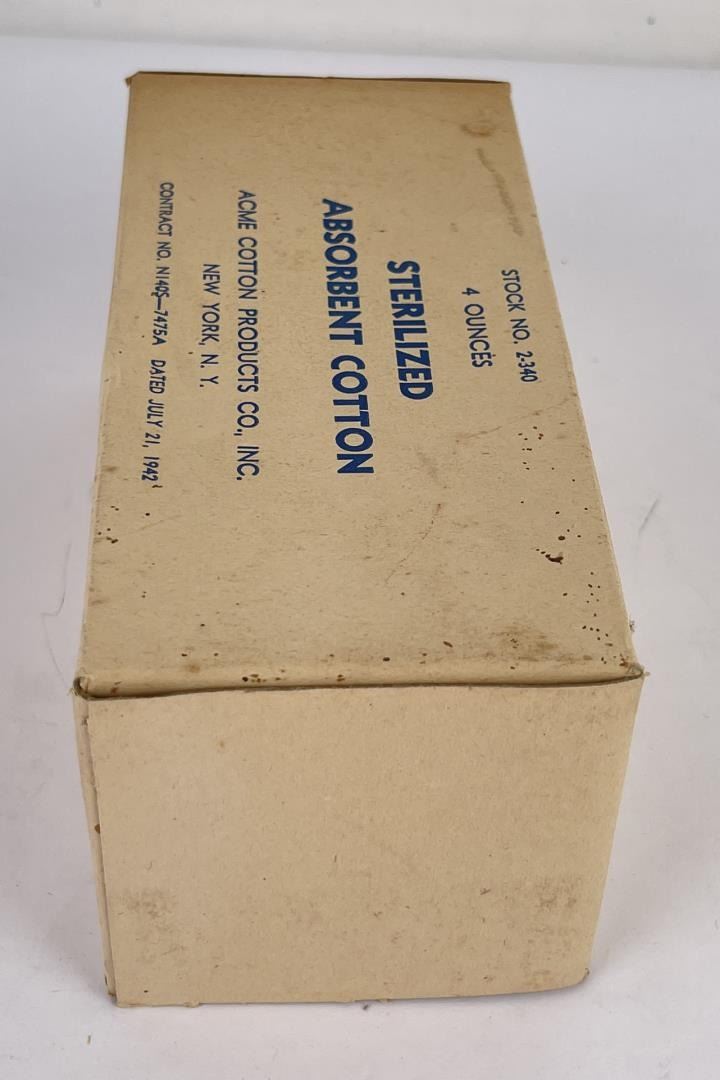 STOCK NO. 2-340
4 OUNCES
STERILIZED
ABSORBENT COTTON
ACME COTTON PRODUCTS CO., INC.
NEW YORK, N. Y.
CONTRACT NO. N140S—7475A DATED JULY 21, 1942